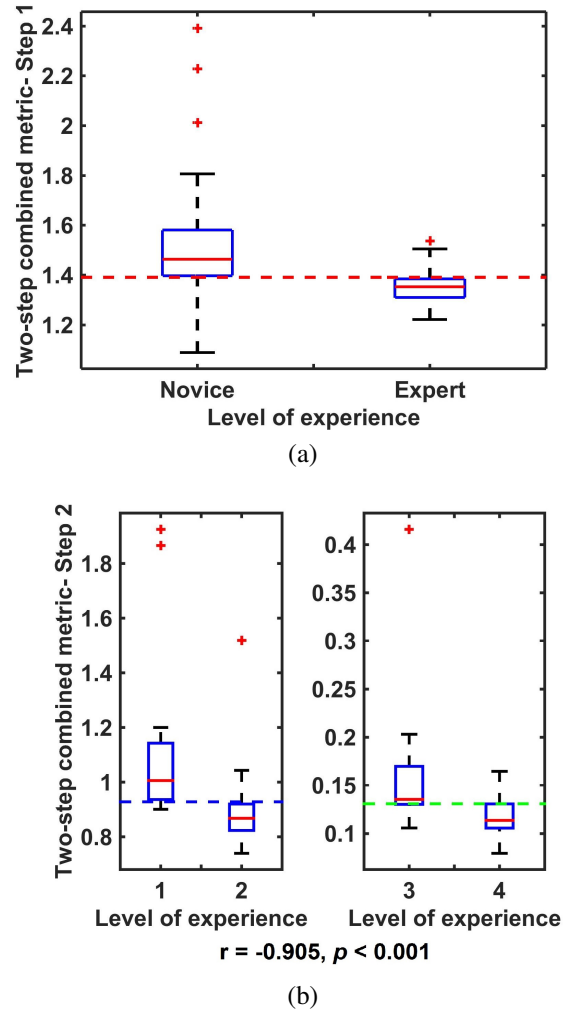 Two-step combined metric- Step 1
2.4
2.2
2
1.8
1.6
1.4
1.2
Novice Expert
Level of experience
(a)
Two-step combined metric- Step 2
1.8
1.6
1.4
1.2
1
0.8
1 2
Level of experience
0.4
0.35
0.3
0.25
0.2
0.15
0.1
3 4
Level of experience
r = -0.905, p < 0.001
(b)